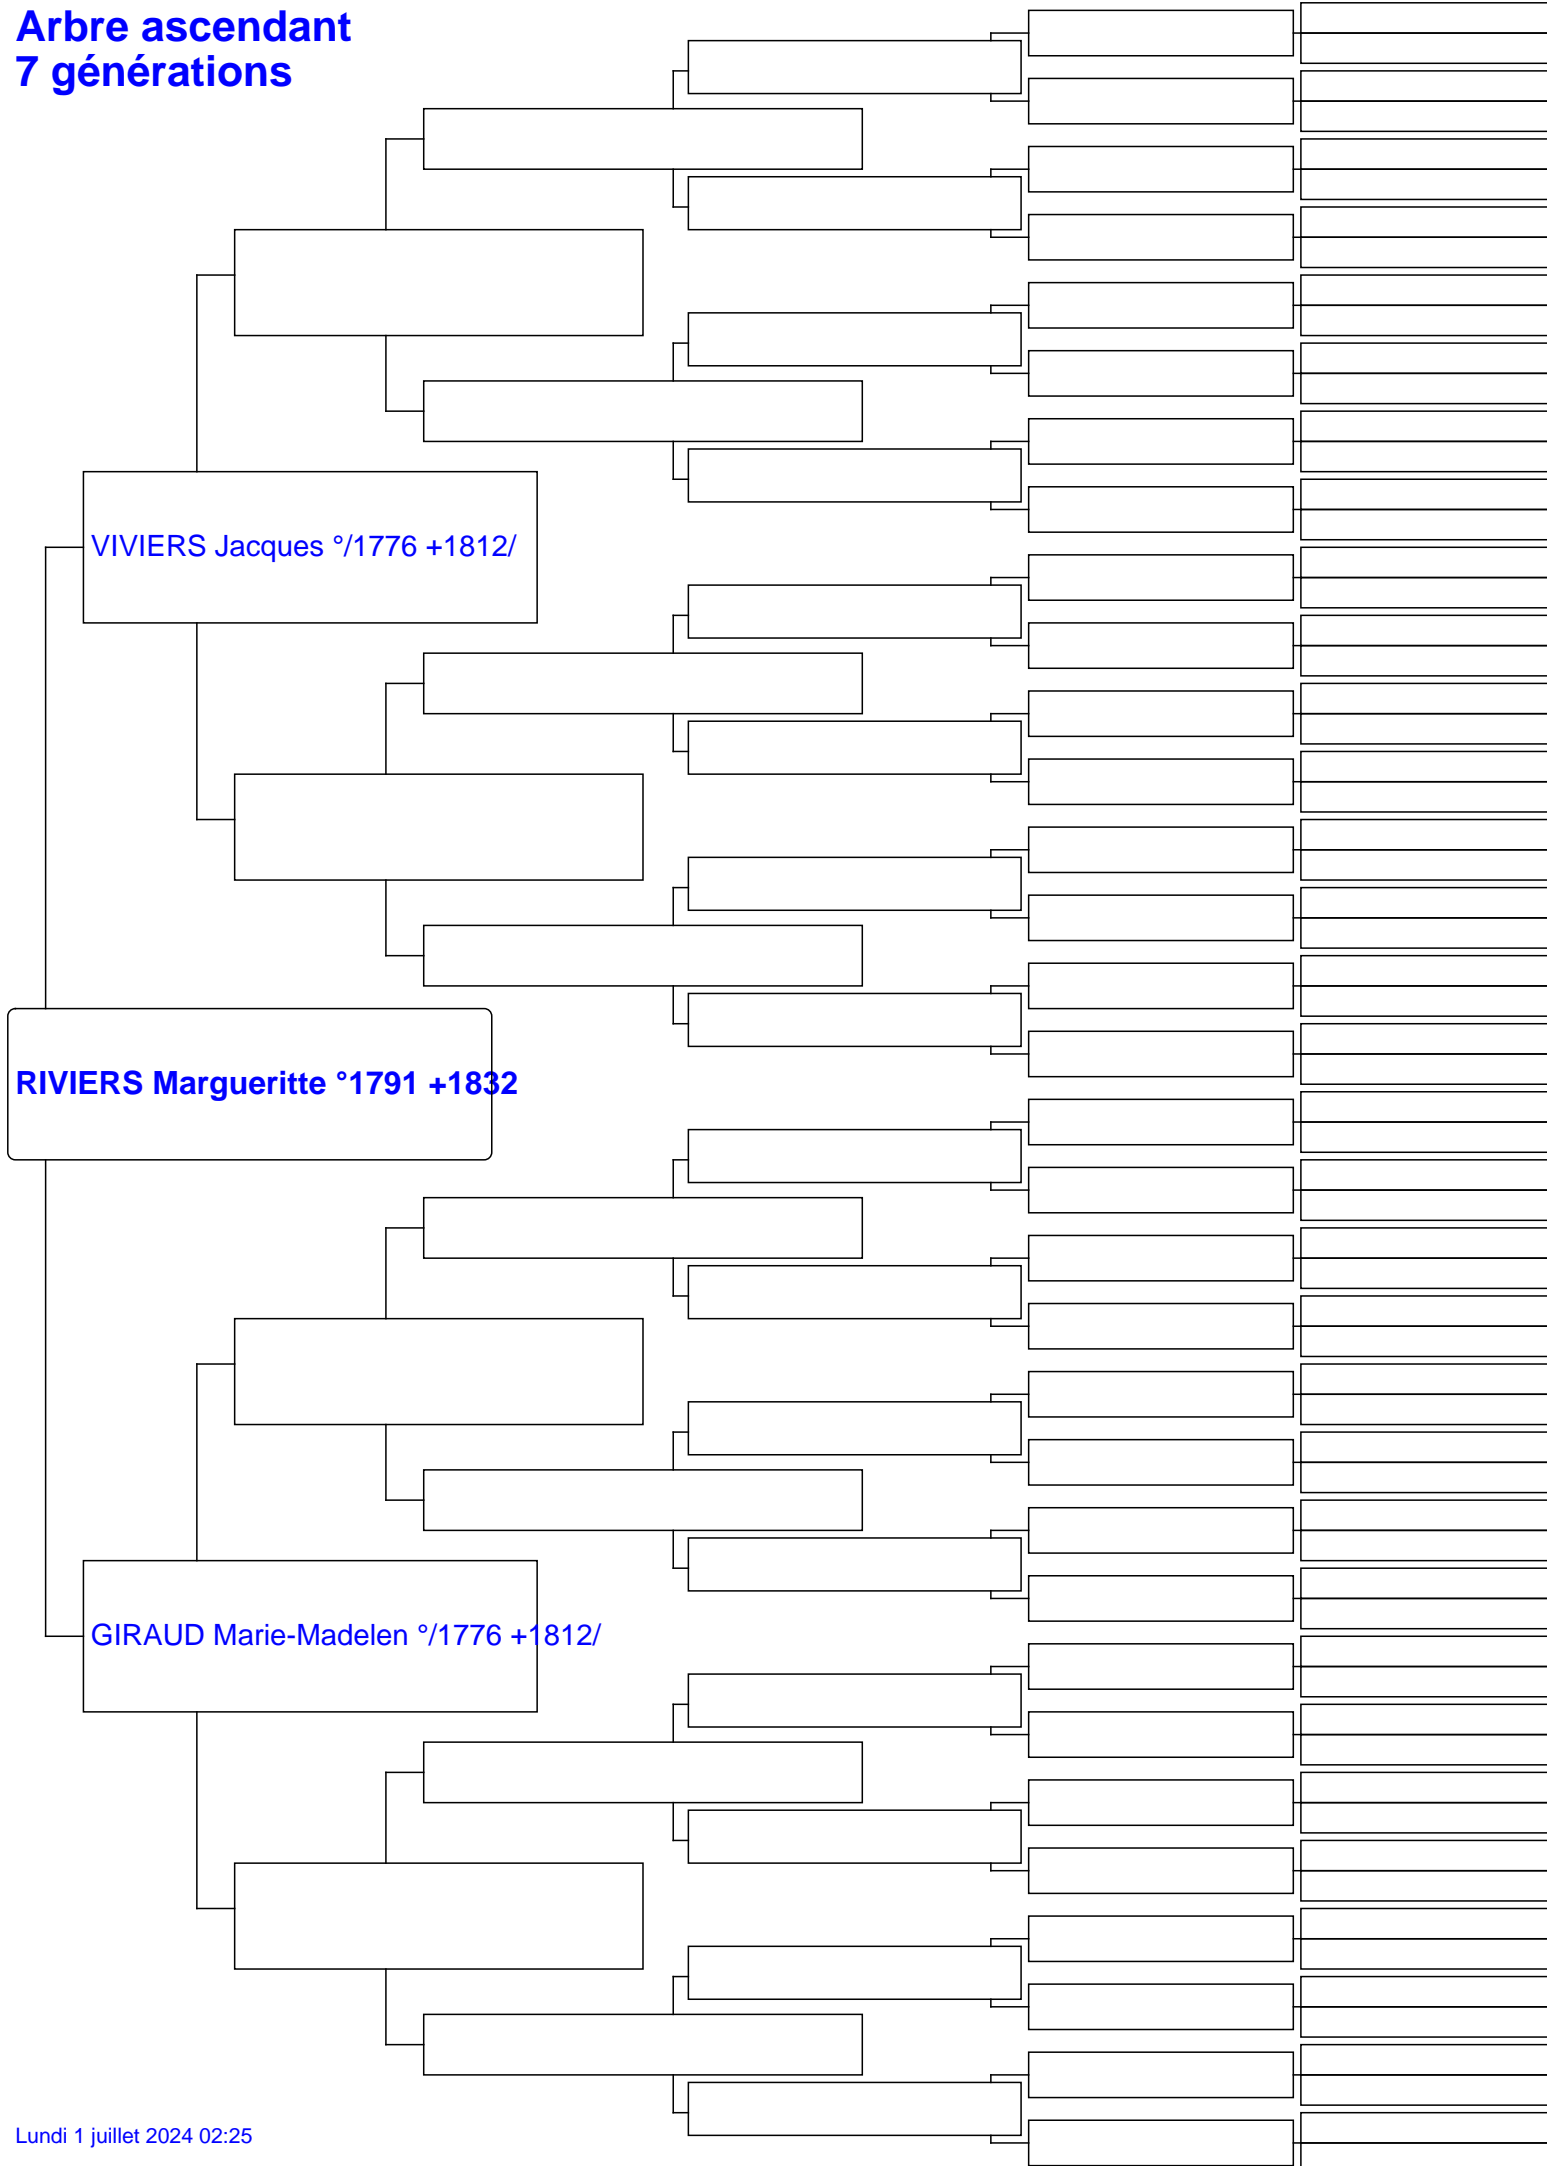 Arbre ascendant
7 générations
VIVIERS Jacques °/1776 +1812/
RIVIERS Margueritte °1791 +1832
GIRAUD Marie-Madelen °/1776 +1812/
Lundi 1 juillet 2024 02:25